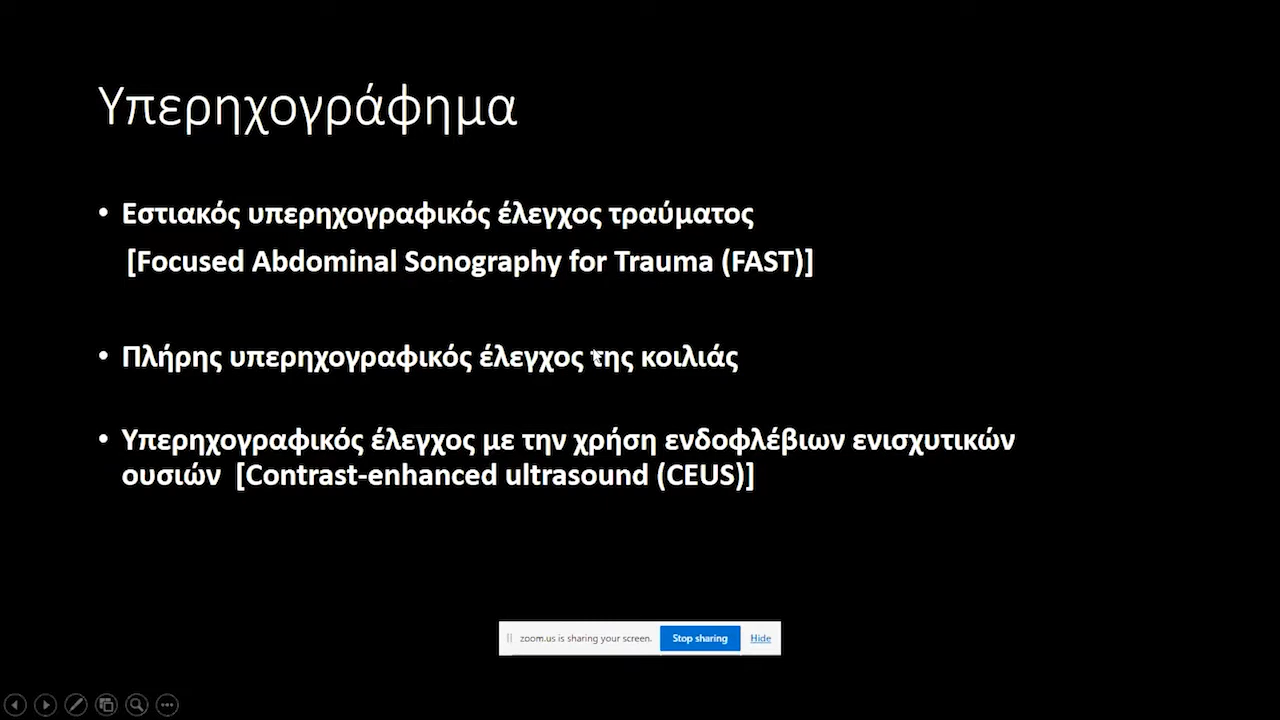 Υπερηχογράφημα
• Εστιακός υπερηχογραφικός έλεγχος τραύματος
[Focused Abdominal Sonography for Trauma (FAST)]
• Πλήρης υπερηχογραφικός έλεγχος της κοιλιάς
• Υπερηχογραφικός έλεγχος με την χρήση ενδοφλέβιων ενισχυτικών
ουσιών [Contrast-enhanced ultrasound (CEUS)]
zoom.us is sharing your screen. Stop sharing Hide